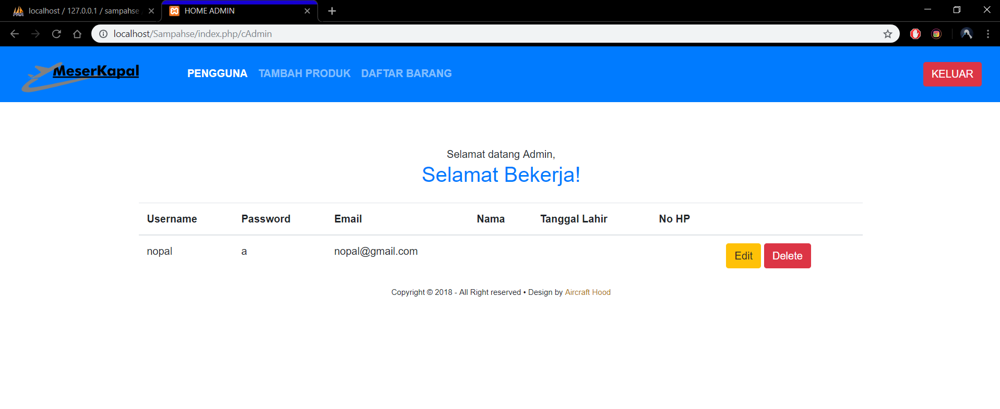 localhost / 127.0.0.1 / sampahse
HOME ADMIN
localhost/Sampahse/index.php/cAdmin
MeserKapal
PENGGUNA TAMBAH PRODUK DAFTAR BARANG
KELUAR
Selamat datang Admin,
Selamat Bekerja!
Username Password Email Nama Tanggal Lahir No HP
nopal a nopal@gmail.com Edit Delete
Copyright © 2018 - All Right reserved • Design by Aircraft Hood